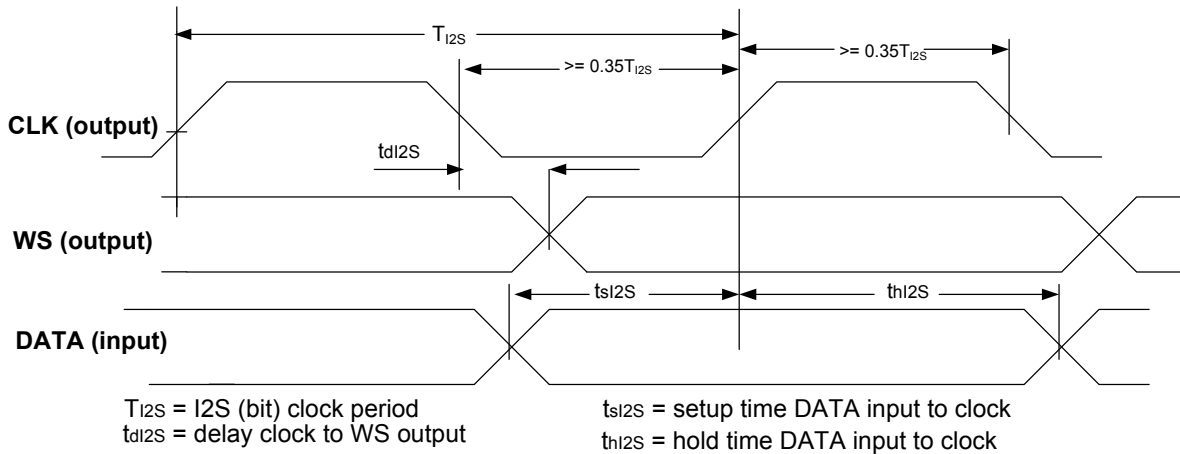 TI2S
>= 0.35TI2S
>= 0.35TI2S
CLK (output)
tdI2S
WS (output)
tsI2S
thI2S
DATA (input)
TI2S = I2S (bit) clock period
tdI2S = delay clock to WS output
tsI2S = setup time DATA input to clock
thI2S = hold time DATA input to clock